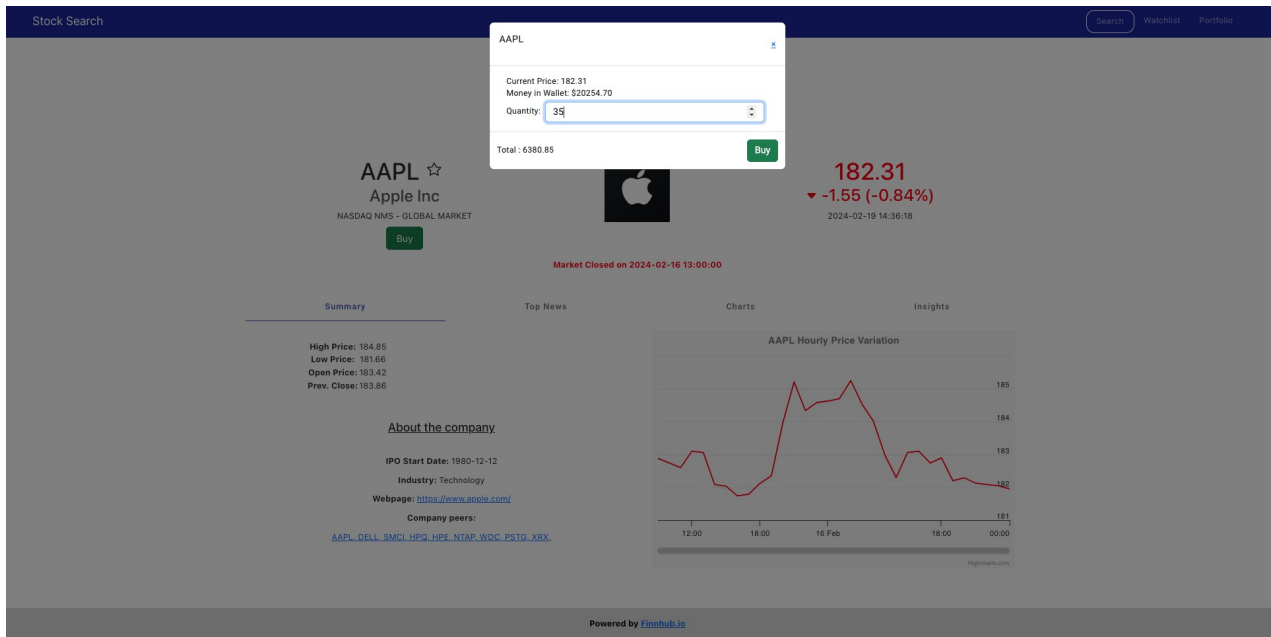 Stock Search
Search Watchlist Portfolio
AAPL
×
Current Price: 182.31
Money in Wallet: $20254.70
Quantity: 35
Total : 6380.85
Buy
AAPL
Apple Inc
NASDAQ NMS - GLOBAL MARKET
Buy
182.31
-1.55 (-0.84%)
2024-02-19 14:36:18
Market Closed on 2024-02-16 13:00:00
Summary Top News Charts Insights
High Price: 184.85
Low Price: 181.66
Open Price: 183.42
Prev. Close: 183.86
About the company
IPO Start Date: 1980-12-12
Industry: Technology
Webpage: https://www.apple.com/
Company peers:
AAPL, DELL, SMCI, HPQ, HPE, NTAP, WDC, PSTG, XRX,
AAPL Hourly Price Variation
185
184
183
182
181
12:00 18:00 16 Feb 18:00 00:00
Highcharts.com
Powered by Finnhub.io